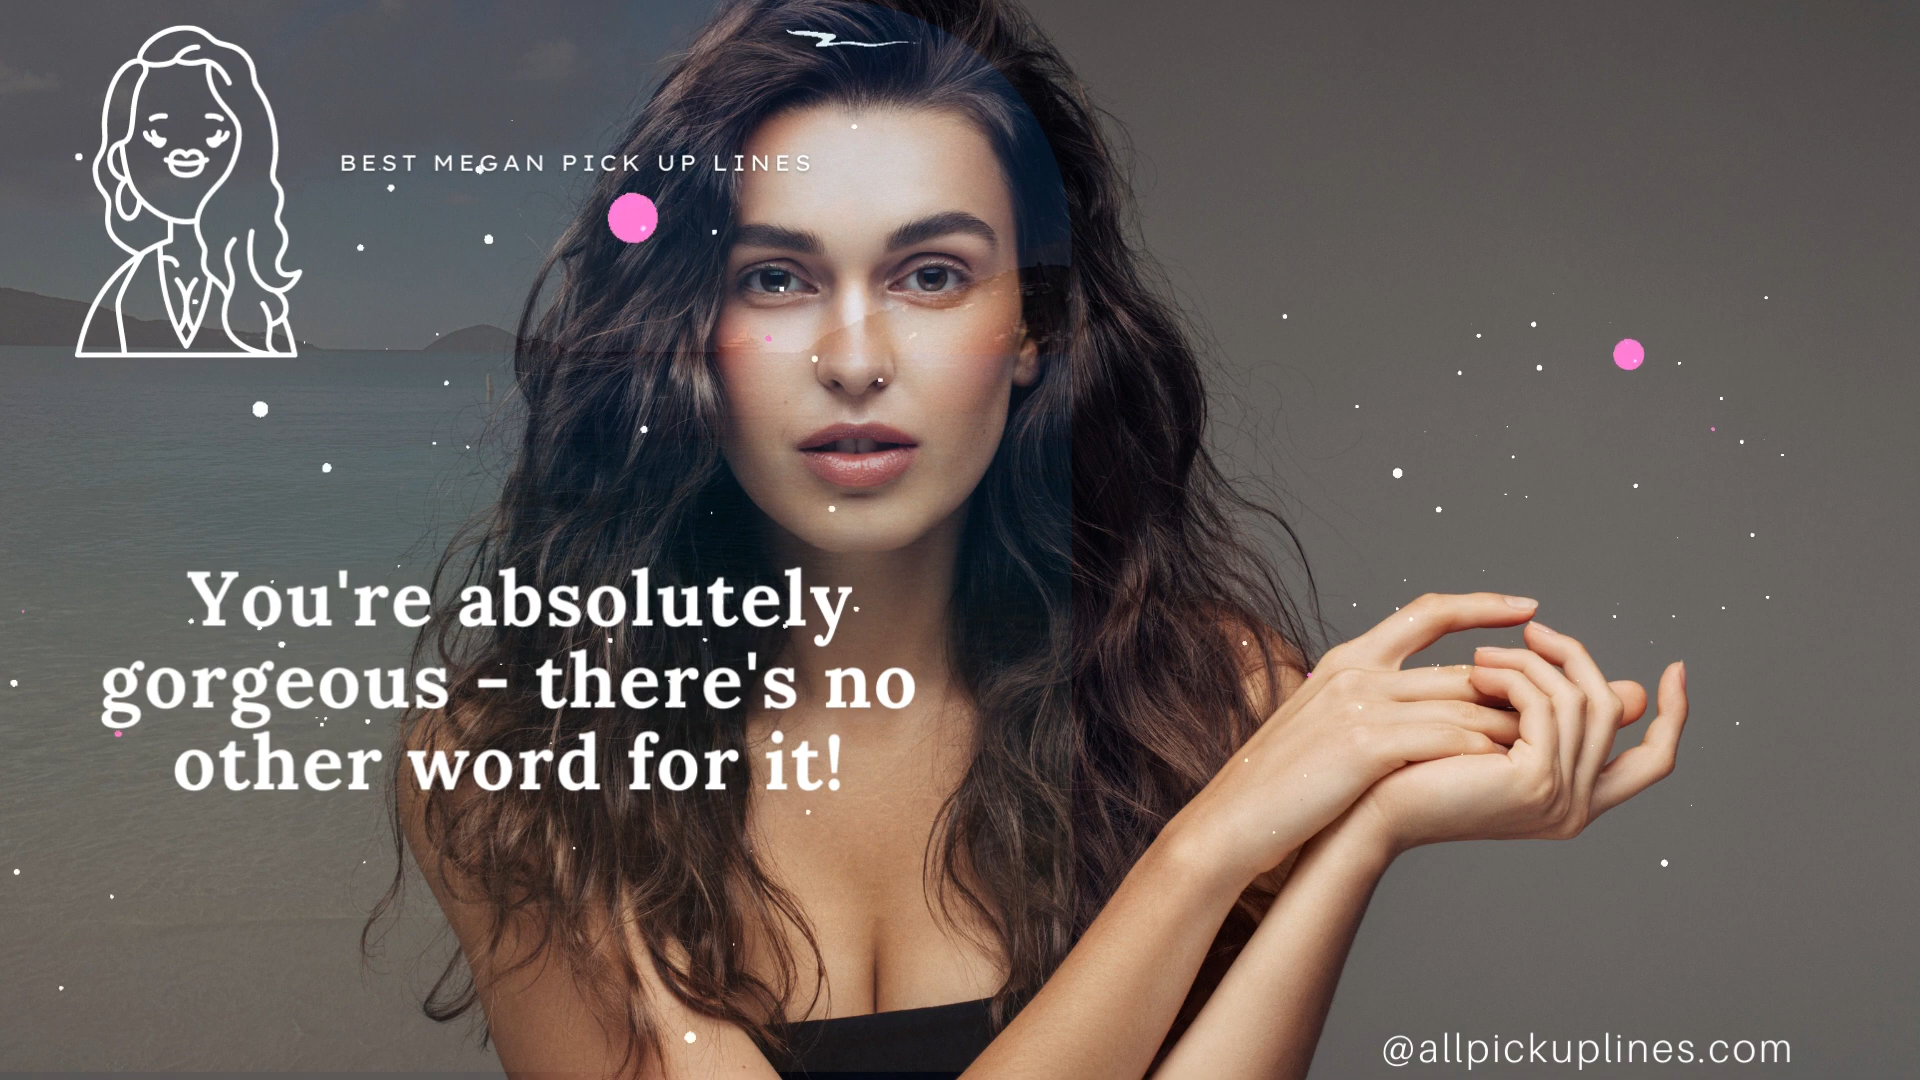 BEST MEGAN PICK UP LINES
You're absolutely
gorgeous - there's no
other word for it!
@allpickuplines.com